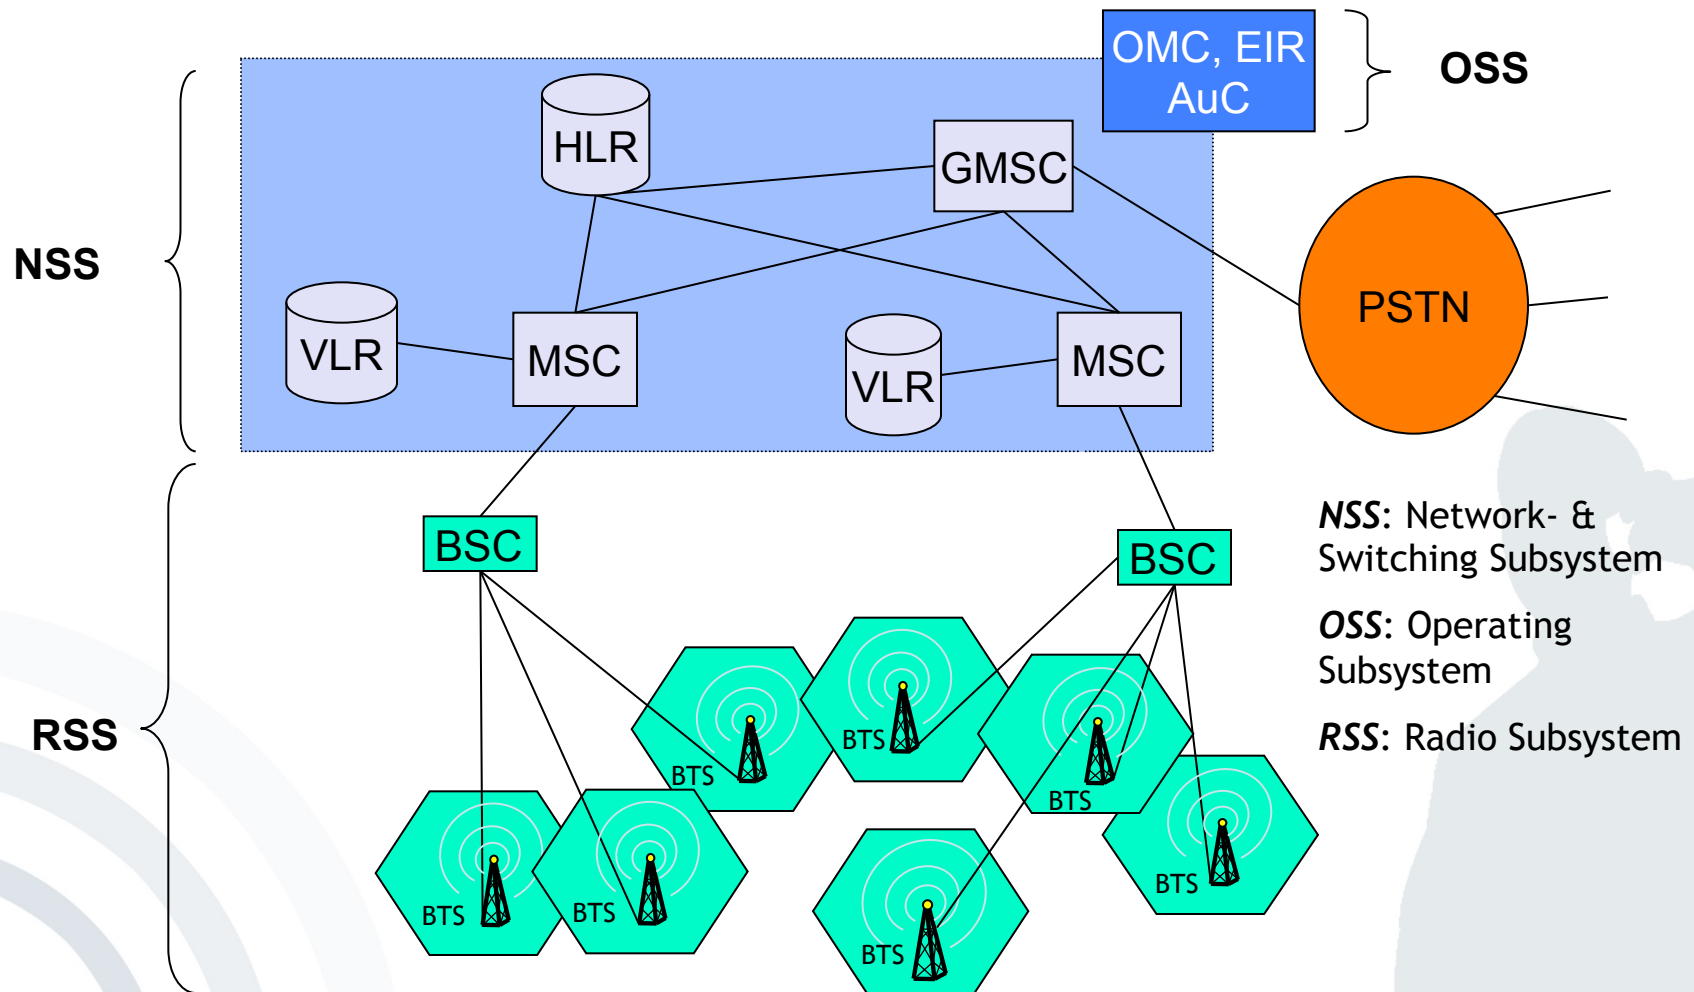 OMC, EIR
AuC
OSS
HLR
GMSC
NSS
PSTN
VLR
MSC
VLR
MSC
BSC
BSC
NSS: Network- &
Switching Subsystem
OSS: Operating
Subsystem
RSS: Radio Subsystem
RSS
BTS
BTS
BTS
BTS
BTS
BTS
BTS